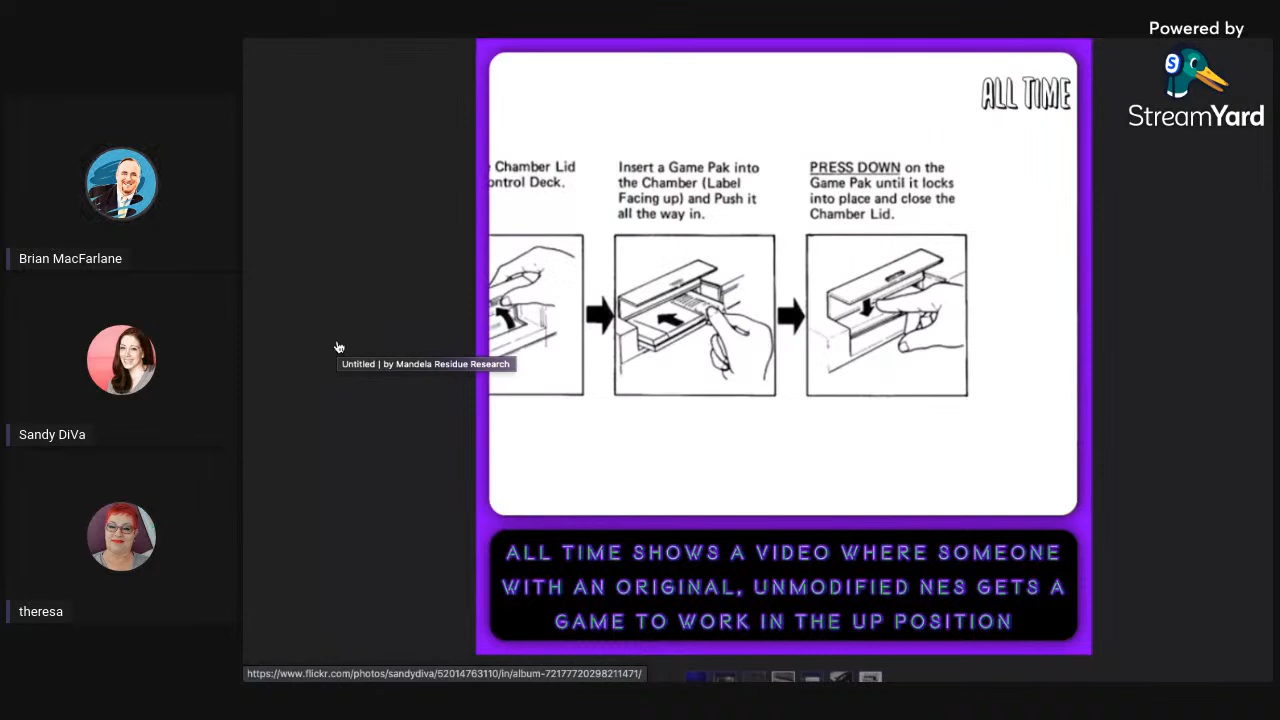 Powered by
StreamYard
ALL TIME
Chamber Lid
ontrol Deck.
Insert a Game Pak into
the Chamber (Label
Facing up) and Push it
all the way in.
PRESS DOWN on the
Game Pak until it locks
into place and close the
Chamber Lid.
Brian MacFarlane
Untitled | by Mandela Residue Research
Sandy DiVa
theresa
ALL TIME SHOWS A VIDEO WHERE SOMEONE
WITH AN ORIGINAL, UNMODIFIED NES GETS A
GAME TO WORK IN THE UP POSITION
https://www.flickr.com/photos/sandydiva/52014763110/in/album-72177720298211471/